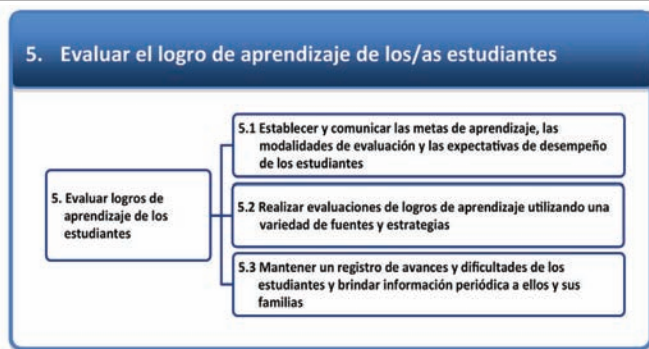 5. Evaluar el logro de aprendizaje de los/as estudiantes
5. Evaluar logros de
aprendizaje de los
estudiantes
5.1 Establecer y comunicar las metas de aprendizaje, las
modalidades de evaluación y las expectativas de desempeño
de los estudiantes
5.2 Realizar evaluaciones de logros de aprendizaje utilizando una
variedad de fuentes y estrategias
5.3 Mantener un registro de avances y dificultades de los
estudiantes y brindar información periódica a ellos y sus
familias